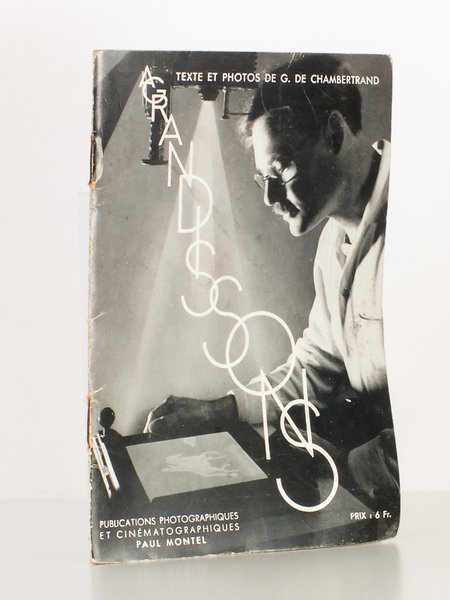 TEXTE ET PHOTOS DE G. DE CHAMBERTRAND
AGRANDISSONS
PUBLICATIONS PHOTOGRAPHIQUES
ET CINÉMATOGRAPHIQUES
PAUL MONTEL
PRIX : 6 Fr.